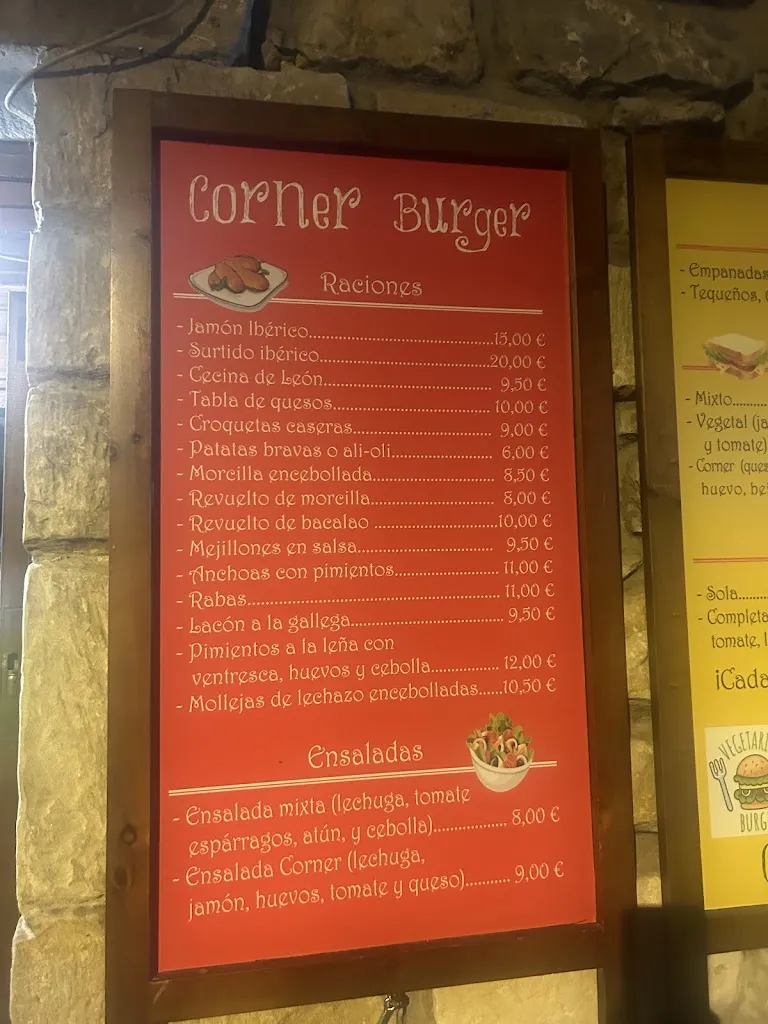 Corner Burger
Raciones
- Jamón Ibérico.......................................15,00 €
- Surtido ibérico.....................................20,00 €
- Cecina de León.................................... 9,50 €
- Tabla de quesos................................... 10,00 €
- Croquetas caseras.............................. 9,00 €
- Patatas bravas o ali-oli...................... 6,00 €
- Morcilla encebollada.......................... 8,50 €
- Revuelto de morcilla.......................... 8,00 €
- Revuelto de bacalao ..........................10,00 €
- Mejillones en salsa............................. 9,50 €
- Anchoas con pimientos...................... 11,00 €
- Rabas...................................................... 11,00 €
- Lacón a la gallega................................ 9,50 €
- Pimientos a la leña con
ventresca, huevos y cebolla............... 12,00 €
- Mollejas de lechazo encebolladas......10,50 €
Ensaladas
- Ensalada mixta (lechuga, tomate
espárragos, atún, y cebolla)................ 8,00 €
- Ensalada Corner (lechuga,
jamón, huevos, tomate y queso).......... 9,00 €
- Empanadas
- Tequeños,
- Mixto.........
- Vegetal (ja
y tomate)
- Corner (ques
huevo, be
- Sola.........
- Completa
tomate, l
¡Cada
VEGETARI
BURG